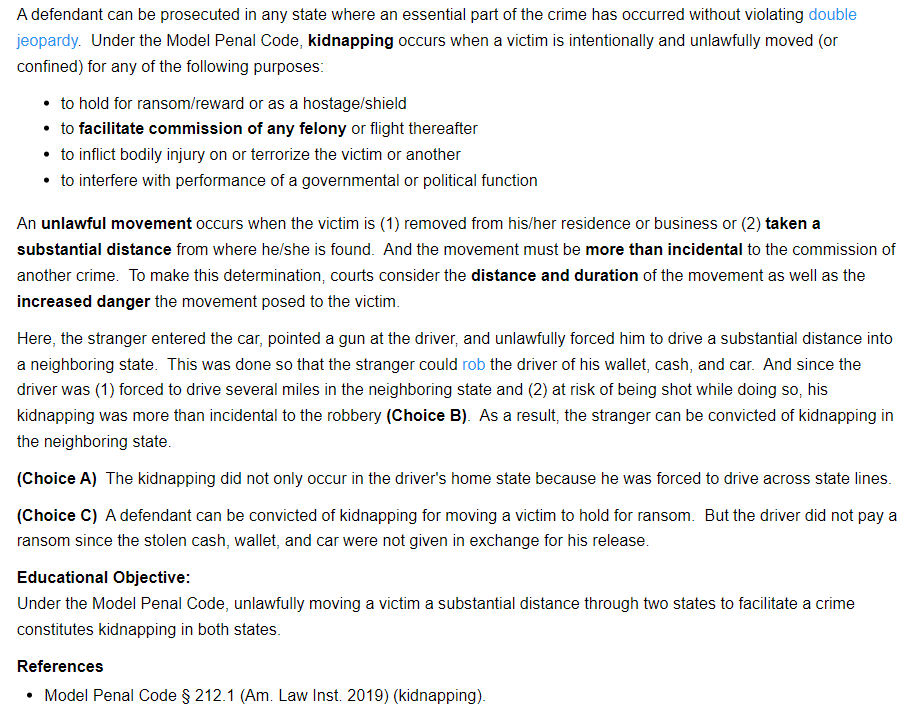 A defendant can be prosecuted in any state where an essential part of the crime has occurred without violating double
jeopardy. Under the Model Penal Code, kidnapping occurs when a victim is intentionally and unlawfully moved (or
confined) for any of the following purposes:
• to hold for ransom/reward or as a hostage/shield
• to facilitate commission of any felony or flight thereafter
• to inflict bodily injury on or terrorize the victim or another
• to interfere with performance of a governmental or political function
An unlawful movement occurs when the victim is (1) removed from his/her residence or business or (2) taken a
substantial distance from where he/she is found. And the movement must be more than incidental to the commission of
another crime. To make this determination, courts consider the distance and duration of the movement as well as the
increased danger the movement posed to the victim.
Here, the stranger entered the car, pointed a gun at the driver, and unlawfully forced him to drive a substantial distance into
a neighboring state. This was done so that the stranger could rob the driver of his wallet, cash, and car. And since the
driver was (1) forced to drive several miles in the neighboring state and (2) at risk of being shot while doing so, his
kidnapping was more than incidental to the robbery (Choice B). As a result, the stranger can be convicted of kidnapping in
the neighboring state.
(Choice A) The kidnapping did not only occur in the driver's home state because he was forced to drive across state lines.
(Choice C) A defendant can be convicted of kidnapping for moving a victim to hold for ransom. But the driver did not pay a
ransom since the stolen cash, wallet, and car were not given in exchange for his release.
Educational Objective:
Under the Model Penal Code, unlawfully moving a victim a substantial distance through two states to facilitate a crime
constitutes kidnapping in both states.
References
• Model Penal Code § 212.1 (Am. Law Inst. 2019) (kidnapping).